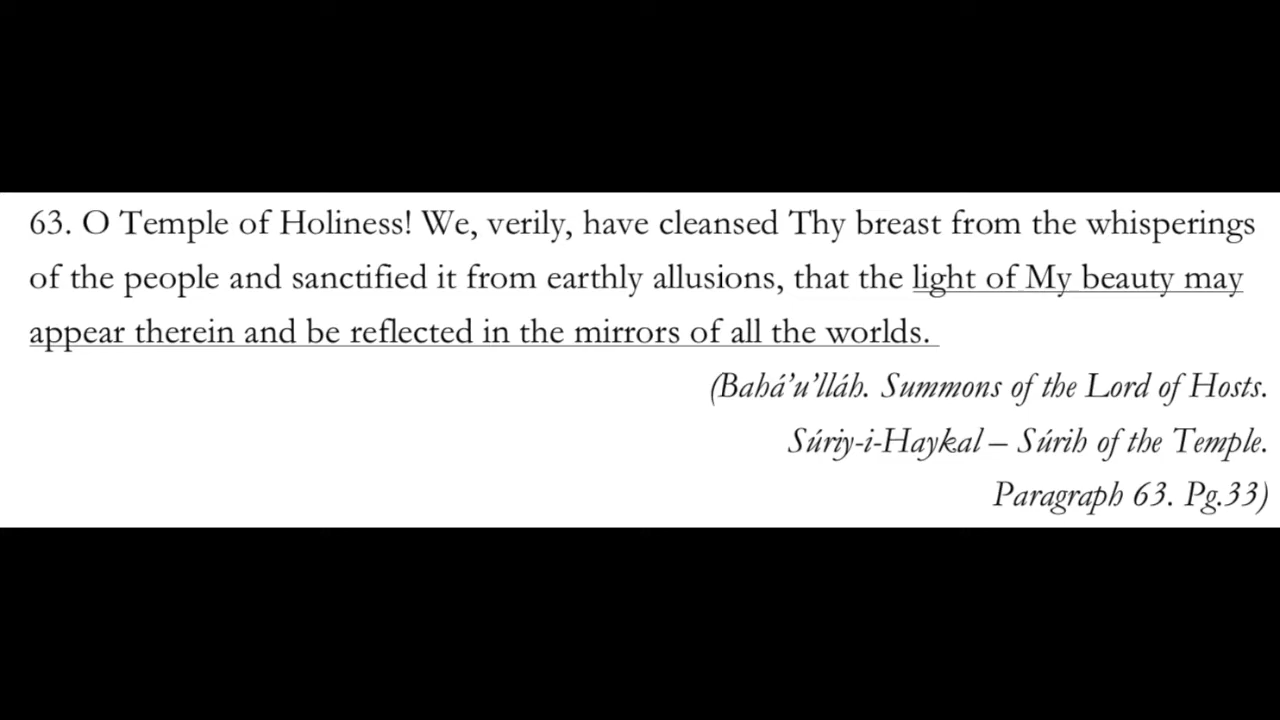 63. O Temple of Holiness! We, verily, have cleansed Thy breast from the whisperings
of the people and sanctified it from earthly allusions, that the light of My beauty may
appear therein and be reflected in the mirrors of all the worlds.
(Bahá’u’lláh. Summons of the Lord of Hosts.
Súriy-i-Haykal – Súrih of the Temple.
Paragraph 63. Pg.33)